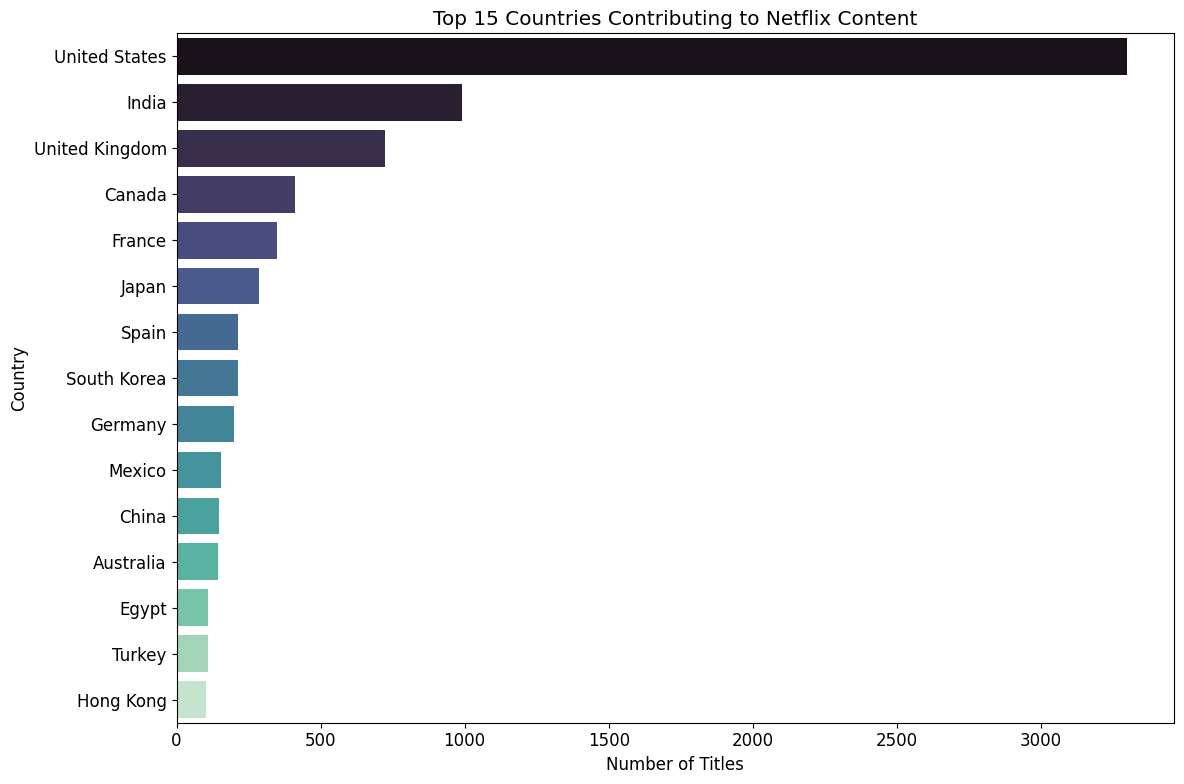 Top 15 Countries Contributing to Netflix Content
United States
India
United Kingdom
Canada
France
Japan
Spain
South Korea
Germany
Mexico
China
Australia
Egypt
Turkey
Hong Kong
Country
0 500 1000 1500 2000 2500 3000
Number of Titles